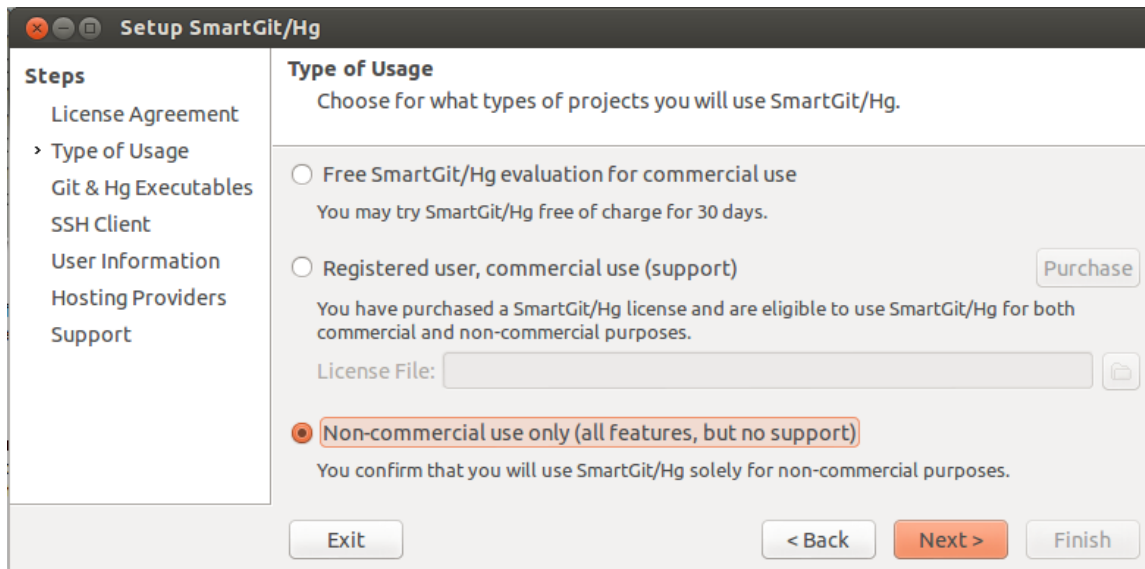 Setup SmartGit/Hg
Steps
License Agreement
Type of Usage
Git & Hg Executables
SSH Client
User Information
Hosting Providers
Support
Type of Usage
Choose for what types of projects you will use SmartGit/Hg.
Free SmartGit/Hg evaluation for commercial use
You may try SmartGit/Hg free of charge for 30 days.
Registered user, commercial use (support)
Purchase
You have purchased a SmartGit/Hg license and are eligible to use SmartGit/Hg for both
commercial and non-commercial purposes.
License File:
Non-commercial use only (all features, but no support)
You confirm that you will use SmartGit/Hg solely for non-commercial purposes.
Exit
< Back
Next >
Finish